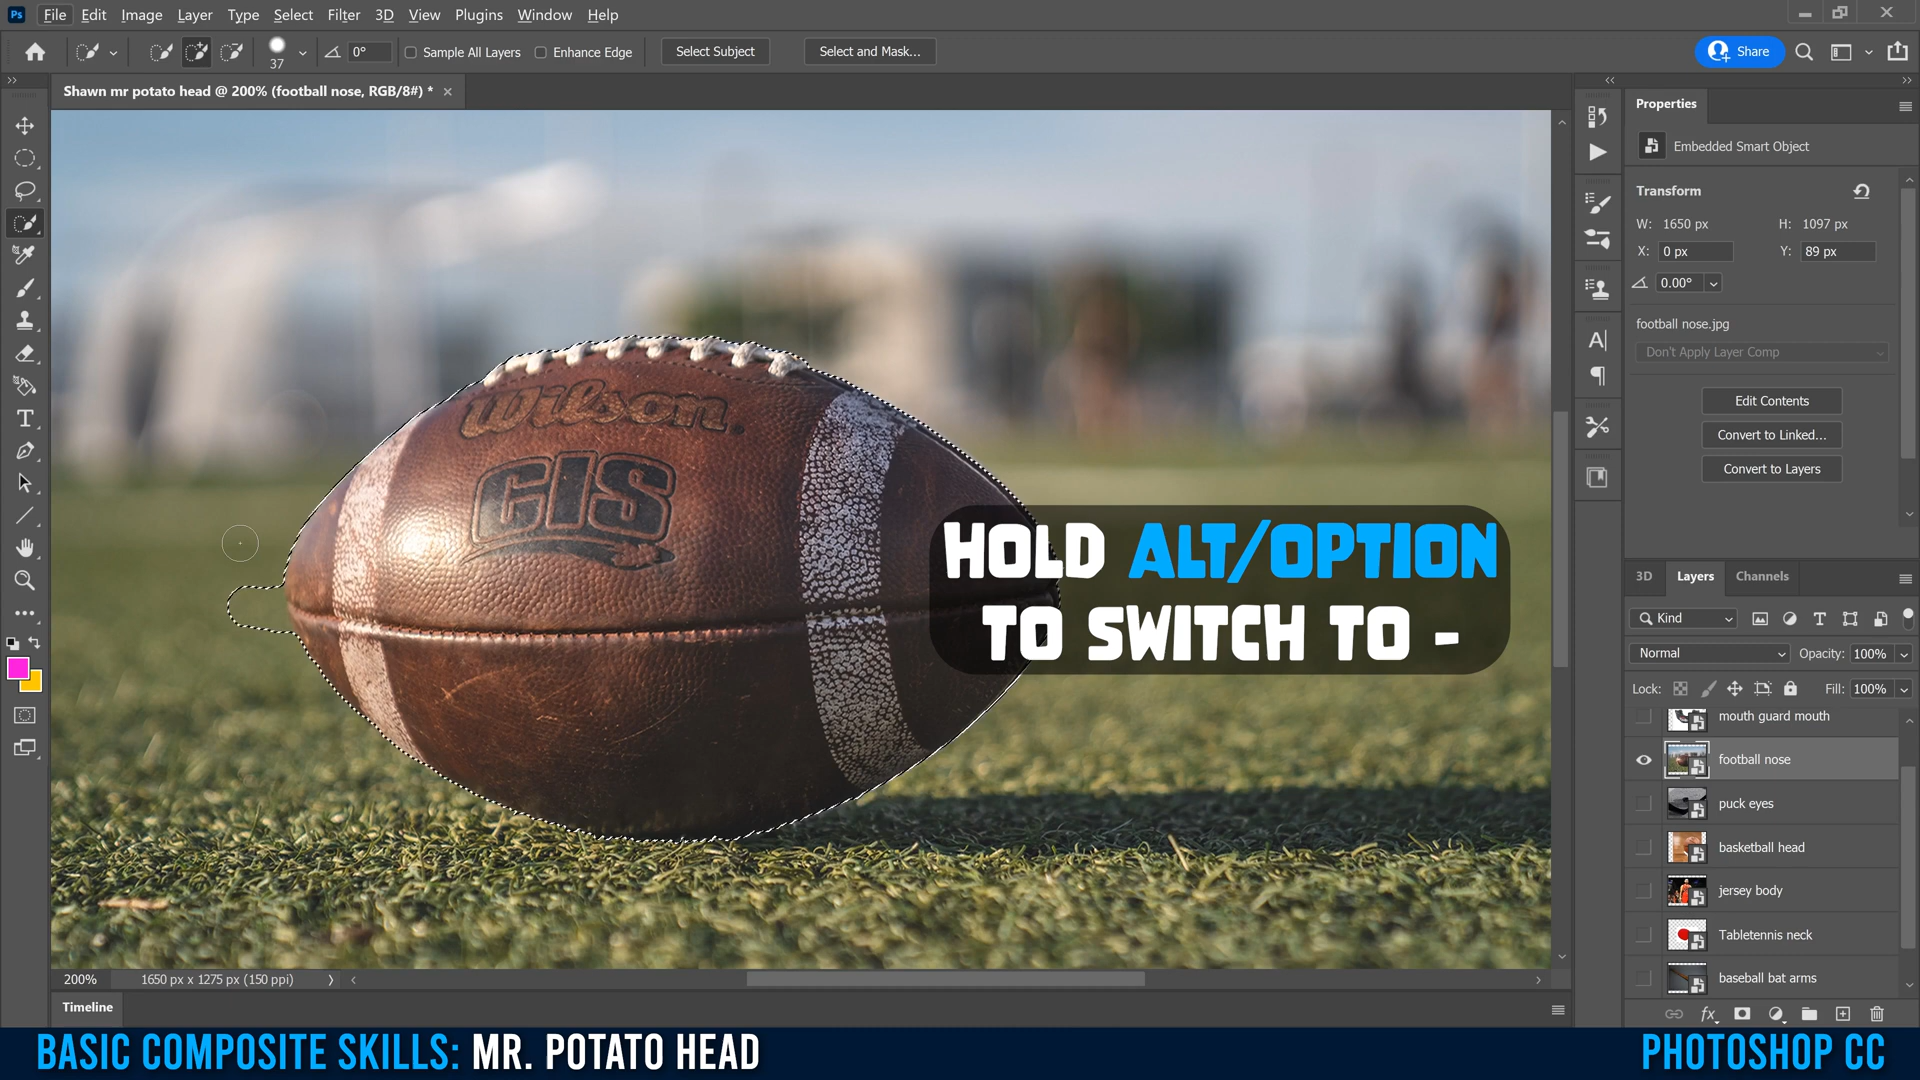 Ps File Edit Image Layer Type Select Filter 3D View Plugins Window Help
37 0° Sample All Layers Enhance Edge Select Subject Select and Mask... Share
Shawn mr potato head @ 200% (football nose, RGB/8#) * ×
Properties
Embedded Smart Object
Transform
W: 1650 px H: 1097 px
X: 0 px Y: 89 px
0.00°
football nose.jpg
Don't Apply Layer Comp
Edit Contents
Convert to Linked...
Convert to Layers
Wilson
GIS
HOLD ALT/OPTION
TO SWITCH TO -
3D Layers Channels
Kind
Normal Opacity: 100%
Lock: Fill: 100%
mouth guard mouth
football nose
puck eyes
basketball head
jersey body
Tabletennis neck
baseball bat arms
fx
200% 1650 px x 1275 px (150 ppi)
Timeline
BASIC COMPOSITE SKILLS: MR. POTATO HEAD
PHOTOSHOP CC